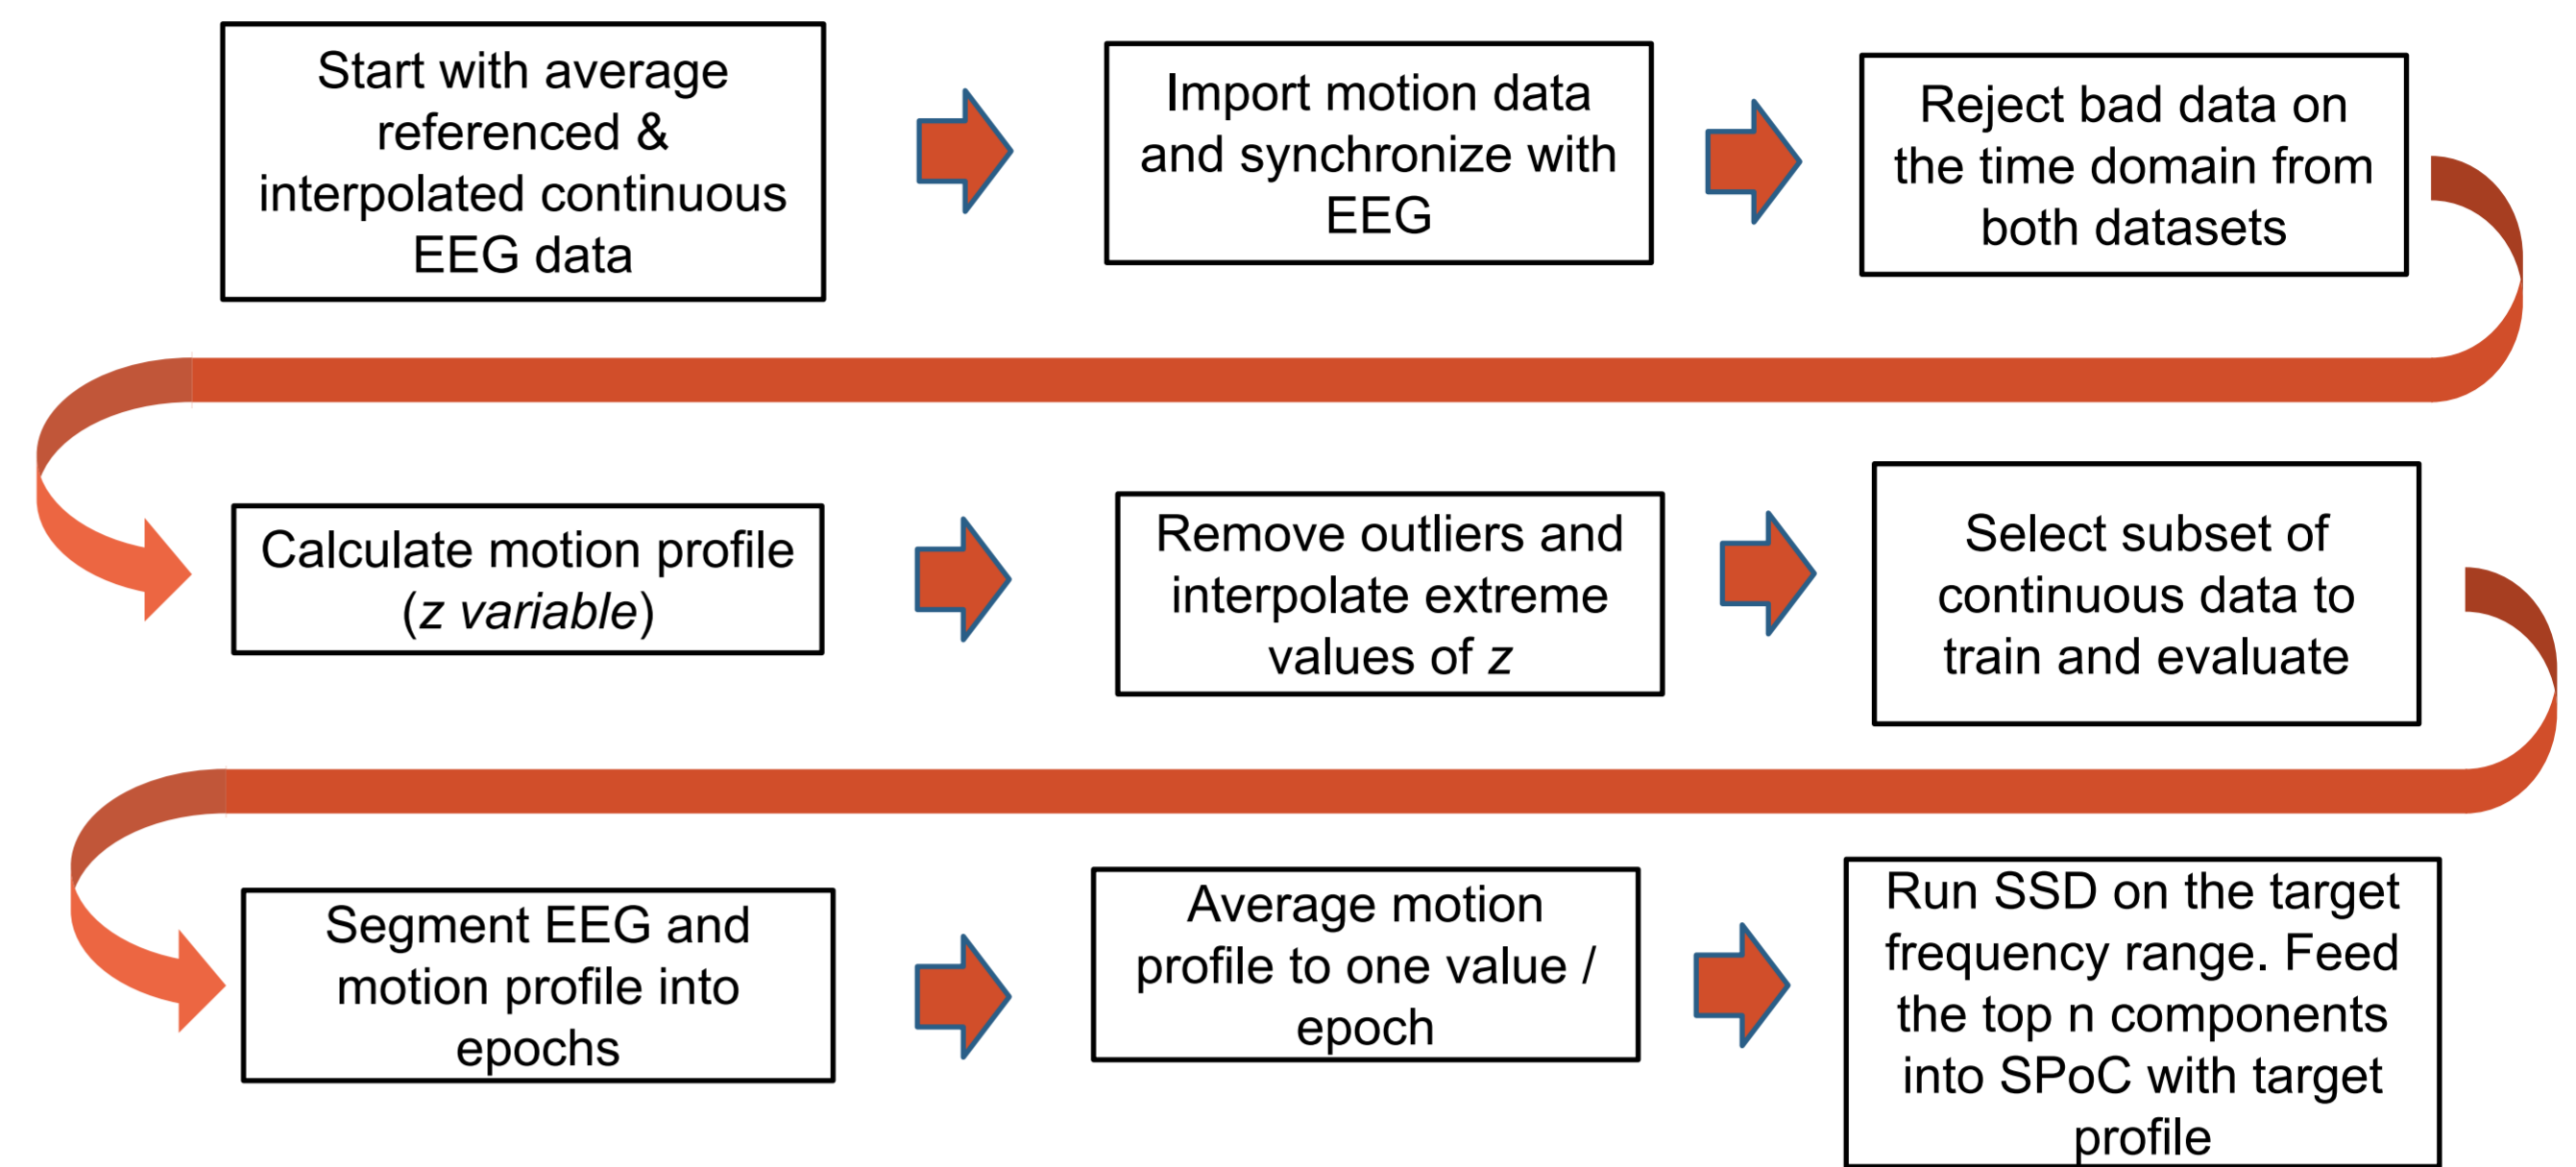 Start with average
referenced &
interpolated continuous
EEG data
Import motion data
and synchronize with
EEG
Reject bad data on
the time domain from
both datasets
Calculate motion profile
(z variable)
Remove outliers and
interpolate extreme
values of z
Select subset of
continuous data to
train and evaluate
Segment EEG and
motion profile into
epochs
Average motion
profile to one value /
epoch
Run SSD on the target
frequency range. Feed
the top n components
into SPoC with target
profile